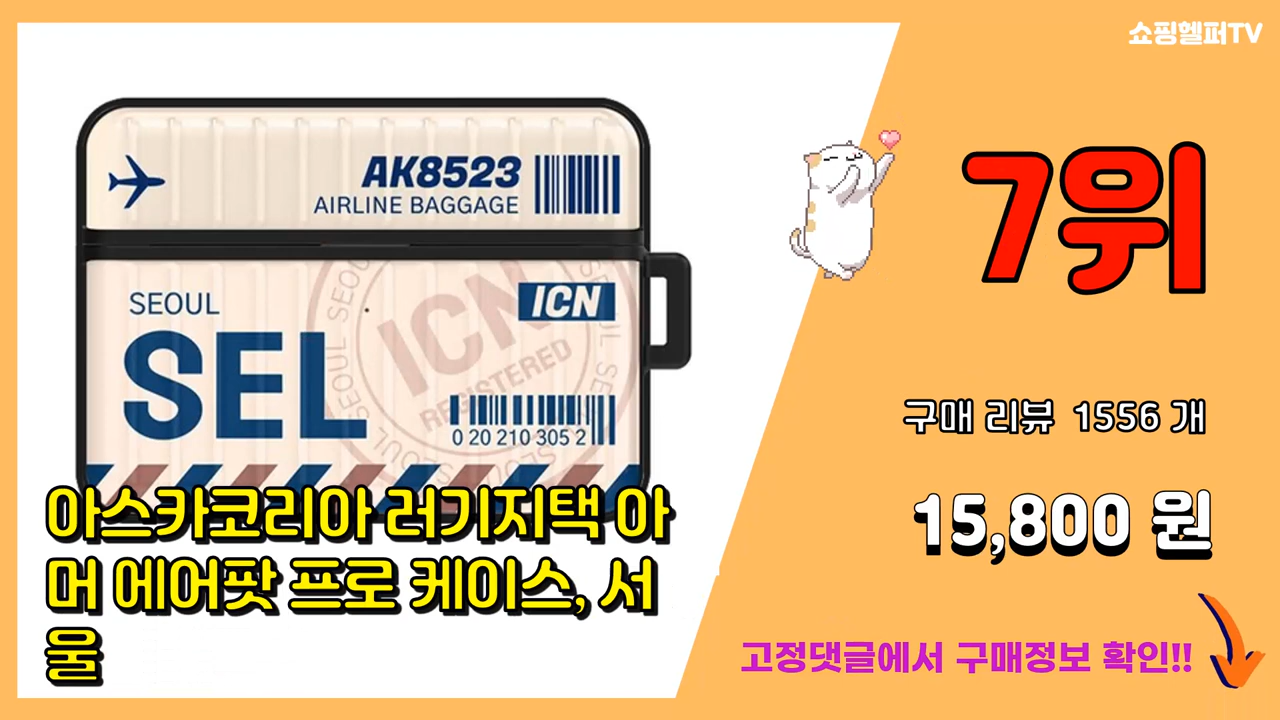 쇼핑헬퍼TV
AK8523
AIRLINE BAGGAGE
SEOUL
SEL
ICN
ICN
REGISTERED
SEOUL SEOUL SEOUL
0 20 210 305 2
아스카코리아 러기지택 아
머 에어팟 프로 케이스, 서
울
7위
구매 리뷰 1556 개
15,800 원
고정댓글에서 구매정보 확인!!